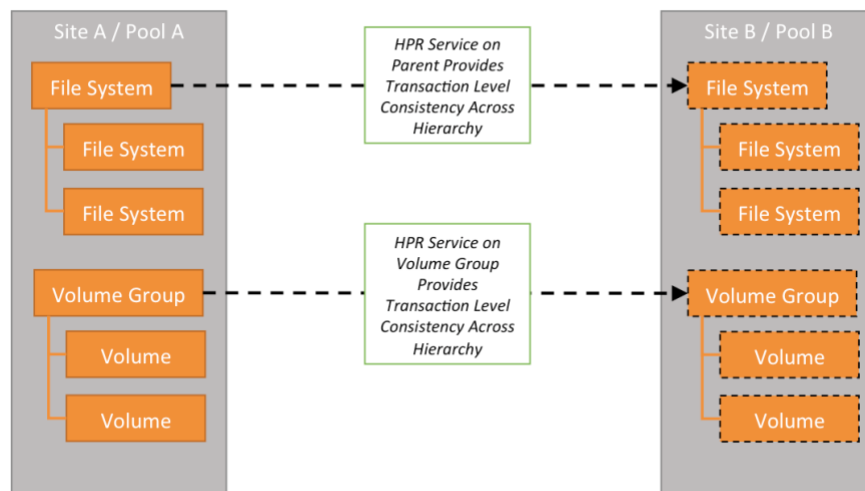 Site A / Pool A
File System
File System
File System
Volume Group
Volume
Volume
HPR Service on
Parent Provides
Transaction Level
Consistency Across
Hierarchy
HPR Service on
Volume Group
Provides
Transaction Level
Consistency Across
Hierarchy
Site B / Pool B
File System
File System
File System
Volume Group
Volume
Volume